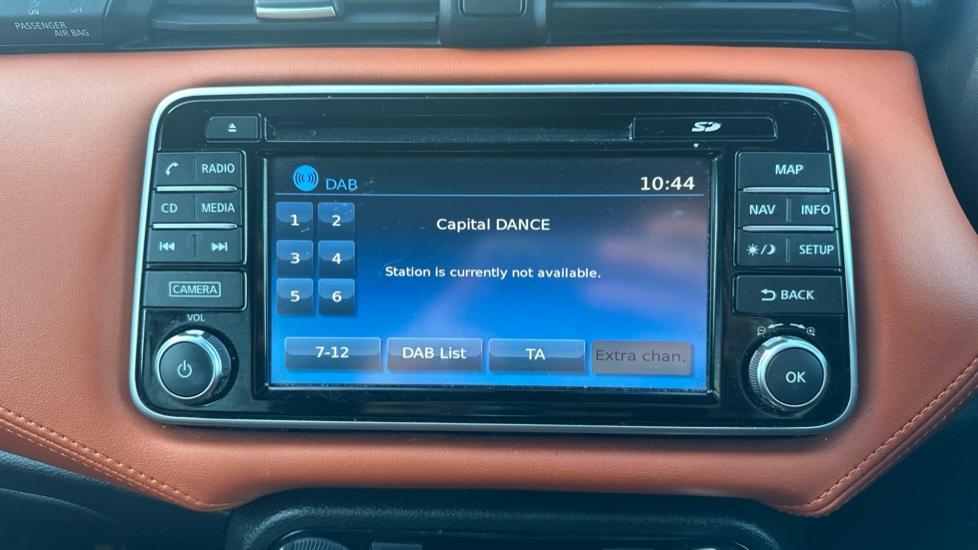 ON
PASSENGER
AIR BAG
SD
RADIO
CD MEDIA
CAMERA
VOL
DAB 10:44
1 2
3 4
5 6
Capital DANCE
Station is currently not available.
7-12 DAB List TA Extra chan.
MAP
NAV INFO
SETUP
BACK
OK